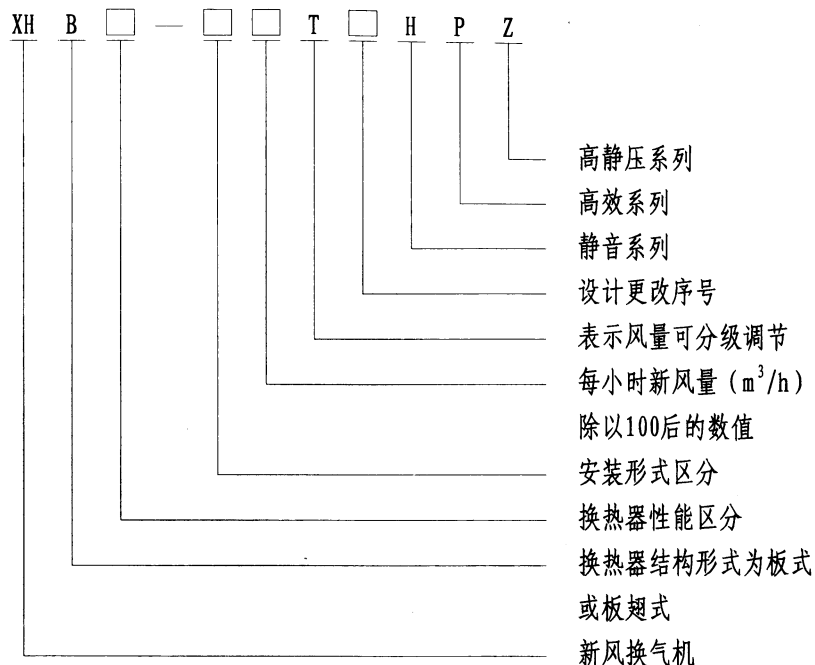 XH B □ — □ □ T □ H P Z
高静压系列
高效系列
静音系列
设计更改序号
表示风量可分级调节
每小时新风量（m³/h）
除以100后的数值
安装形式区分
换热器性能区分
换热器结构形式为板式
或板翅式
新风换气机